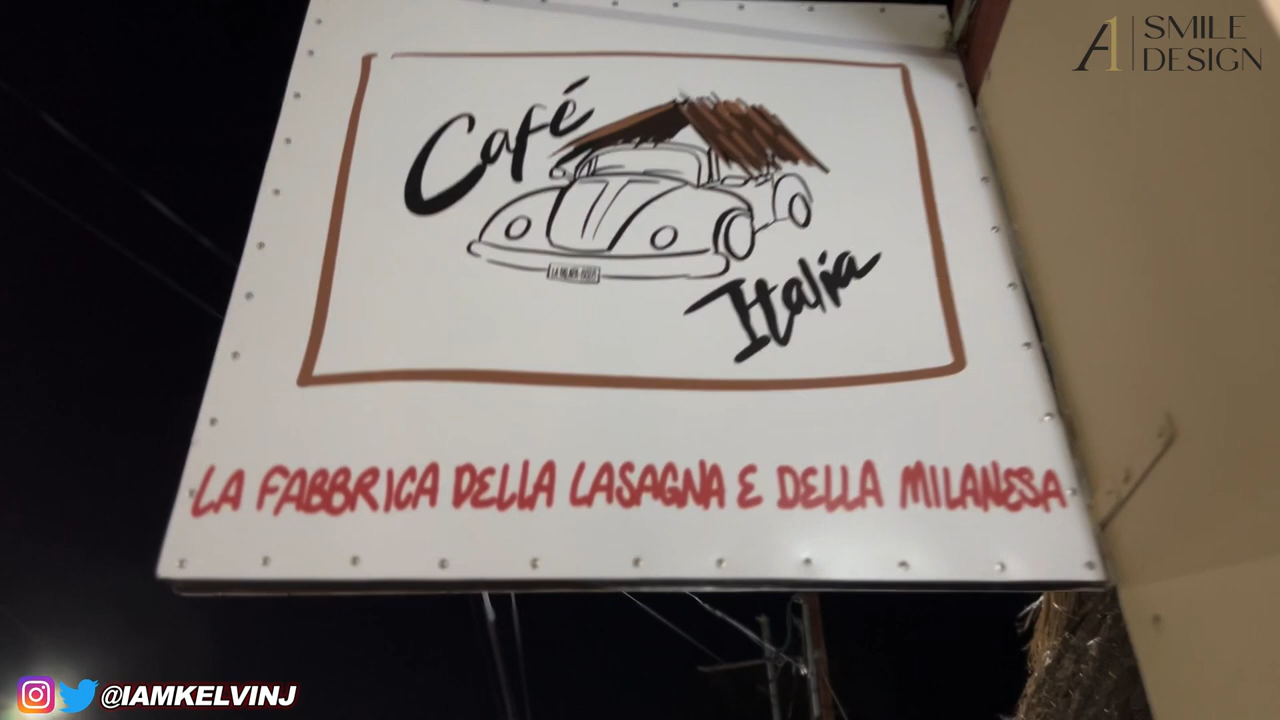 A1 SMILE
DESIGN
Café
Italia
LA FABBRICA DELLA LASAGNA E DELLA MILANESA
@IAMKELVINJ